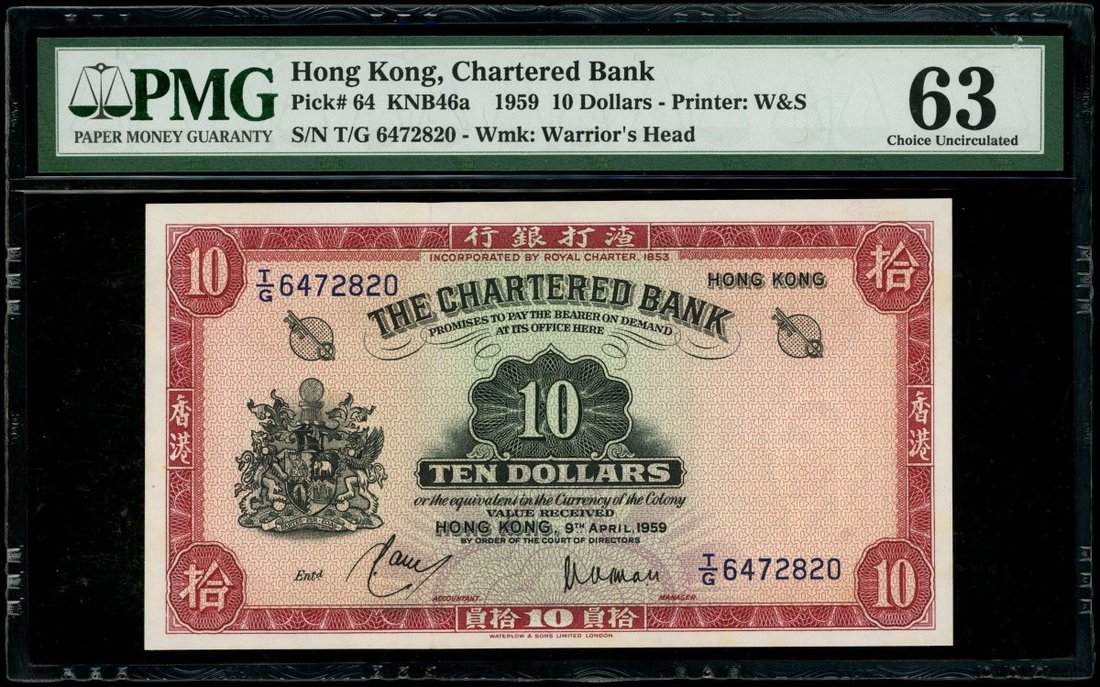 PMG
PAPER MONEY GUARANTY
Hong Kong, Chartered Bank
Pick# 64 KNB46a 1959 10 Dollars - Printer: W&S
S/N T/G 6472820 - Wmk: Warrior's Head
63
Choice Uncirculated
行銀打渣
INCORPORATED BY ROYAL CHARTER, 1853.
10
拾
T/G 6472820
HONG KONG
THE CHARTERED BANK
PROMISES TO PAY THE BEARER ON DEMAND
AT ITS OFFICE HERE
10
香港
香港
TEN DOLLARS
or the equivalent in the Currency of the Colony
VALUE RECEIVED
HONG KONG, 9TH APRIL, 1959
BY ORDER OF THE COURT OF DIRECTORS
Entd
T/G 6472820
ACCOUNTANT.
MANAGER.
拾
10
員拾 10 員拾
WATERLOW & SONS LIMITED LONDON.